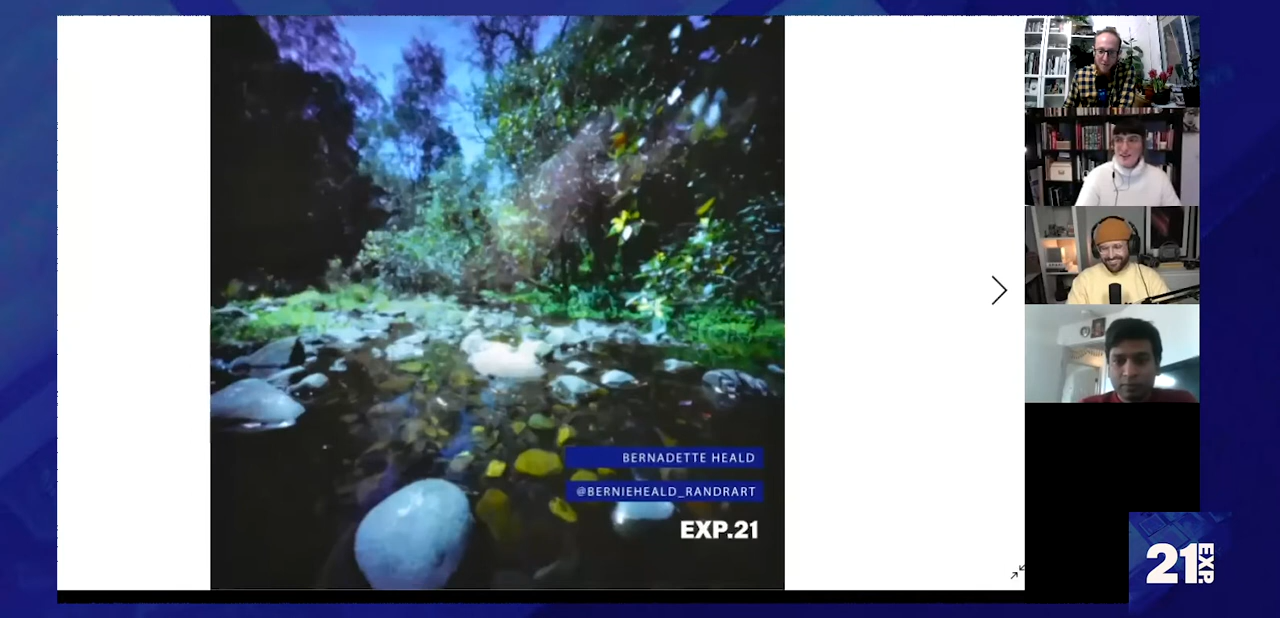 BERNADETTE HEALD
@BERNIEHEALD_RANDRART
EXP.21
21 EXP.